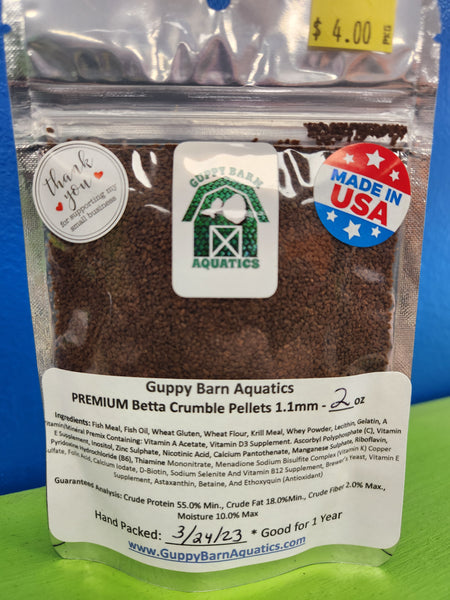 $ 4.00 PKG
thank
you
for supporting my
small business
GUPPY BARN
AQUATICS
MADE IN
USA
Guppy Barn Aquatics
PREMIUM Betta Crumble Pellets 1.1mm - 2 oz
Ingredients: Fish Meal, Fish Oil, Wheat Gluten, Wheat Flour, Krill Meal, Whey Powder, Lecithin, Gelatin, A
Vitamin/Mineral Premix Containing: Vitamin A Acetate, Vitamin D3 Supplement. Ascorbyl Polyphosphate (C), Vitamin
E Supplement, Inositol, Zinc Sulphate, Nicotinic Acid, Calcium Pantothenate, Manganese Sulphate, Riboflavin,
Pyridoxine Hydrochloride (B6), Thiamine Mononitrate, Menadione Sodium Bisulfite Complex (Vitamin K) Copper
Sulfate, Folic Acid, Calcium Iodate, D-Biotin, Sodium Selenite And Vitamin B12 Supplement, Brewer's Yeast, Vitamin E
Supplement, Astaxanthin, Betaine, And Ethoxyquin (Antioxidant)
Guaranteed Analysis: Crude Protein 55.0% Min., Crude Fat 18.0%Min., Crude Fiber 2.0% Max.,
Moisture 10.0% Max
Hand Packed: 3/24/23 * Good for 1 Year
www.GuppyBarnAquatics.com